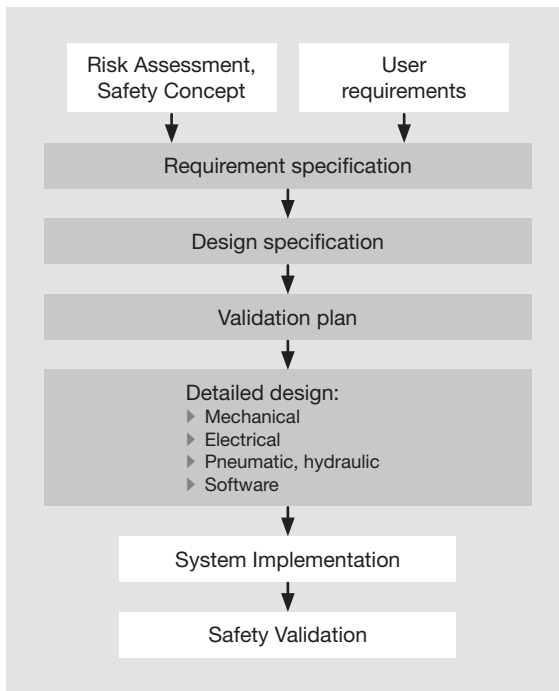 Risk Assessment,
Safety Concept
User
requirements
Requirement specification
Design specification
Validation plan
Detailed design:
Mechanical
Electrical
Pneumatic, hydraulic
Software
System Implementation
Safety Validation